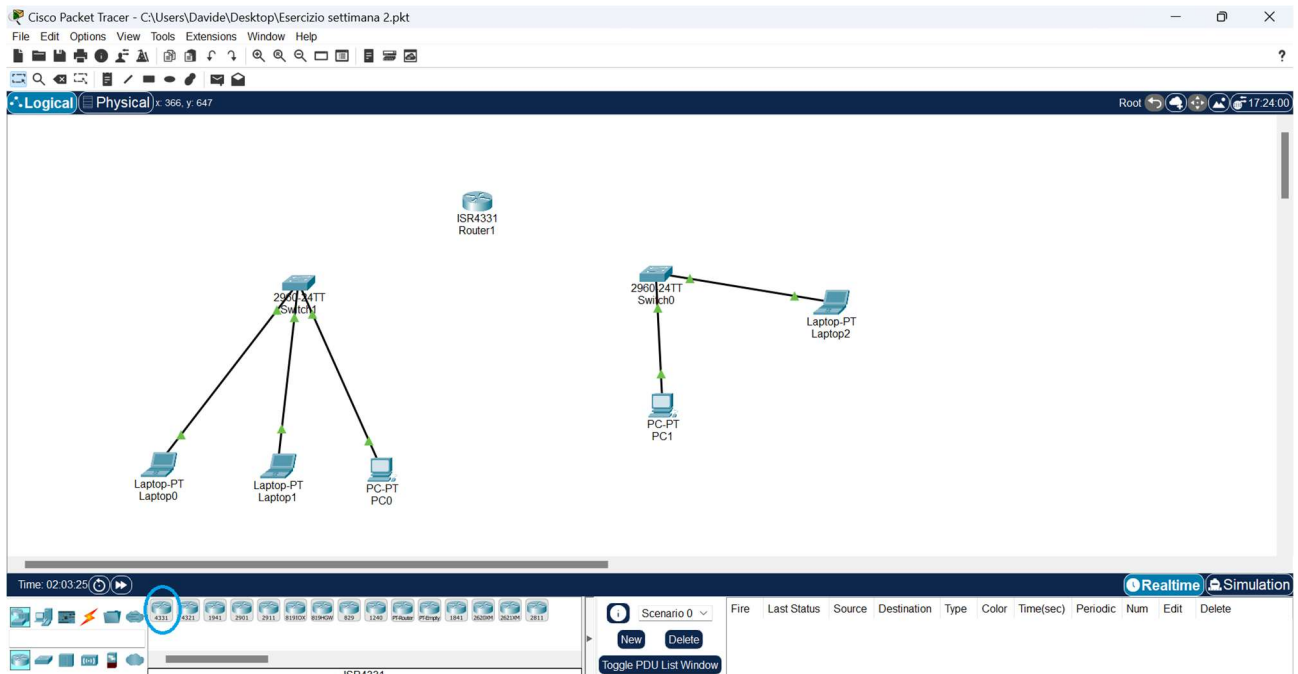 Cisco Packet Tracer - C:\Users\Davide\Desktop\Esercizio settimana 2.pkt
File Edit Options View Tools Extensions Window Help
?
Logical Physical x: 366, y: 647 Root 17:24:00
ISR4331
Router1
2960-24TT
Switch1
2960-24TT
Switch0
Laptop-PT
Laptop2
PC-PT
PC1
Laptop-PT
Laptop0
Laptop-PT
Laptop1
PC-PT
PC0
Time: 02:03:25 Realtime Simulation
4331 4321 1941 2901 2911 819IOX 819HGW 829 1240 PT-Router PT-Empty 1841 2620XM 2621XM 2811
Scenario 0
New Delete
Toggle PDU List Window
Fire Last Status Source Destination Type Color Time(sec) Periodic Num Edit Delete
ISR4331